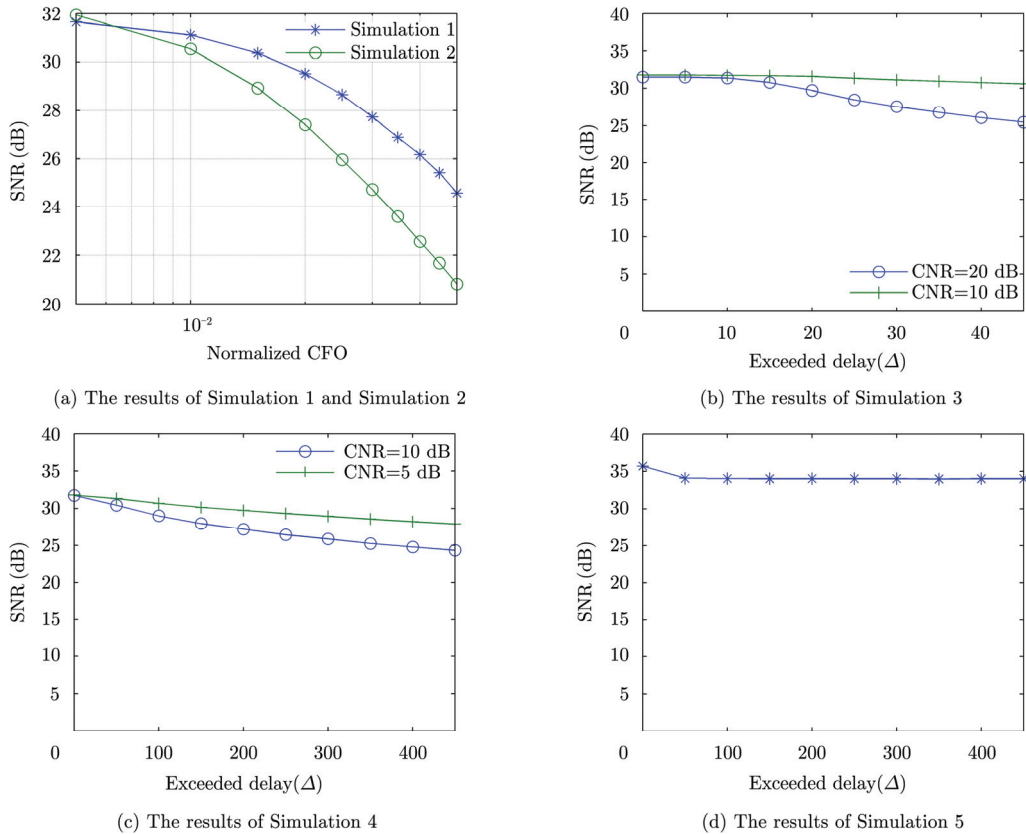 32
30
28
26
24
22
20
SNR (dB)
Simulation 1
Simulation 2
10⁻²
Normalized CFO
(a) The results of Simulation 1 and Simulation 2
40
35
30
25
20
15
10
5
0
SNR (dB)
CNR=20 dB
CNR=10 dB
10 20 30 40
Exceeded delay(Δ)
(b) The results of Simulation 3
40
35
30
25
20
15
10
5
0
SNR (dB)
CNR=10 dB
CNR=5 dB
100 200 300 400
Exceeded delay(Δ)
(c) The results of Simulation 4
40
35
30
25
20
15
10
5
0
SNR (dB)
100 200 300 400
Exceeded delay(Δ)
(d) The results of Simulation 5